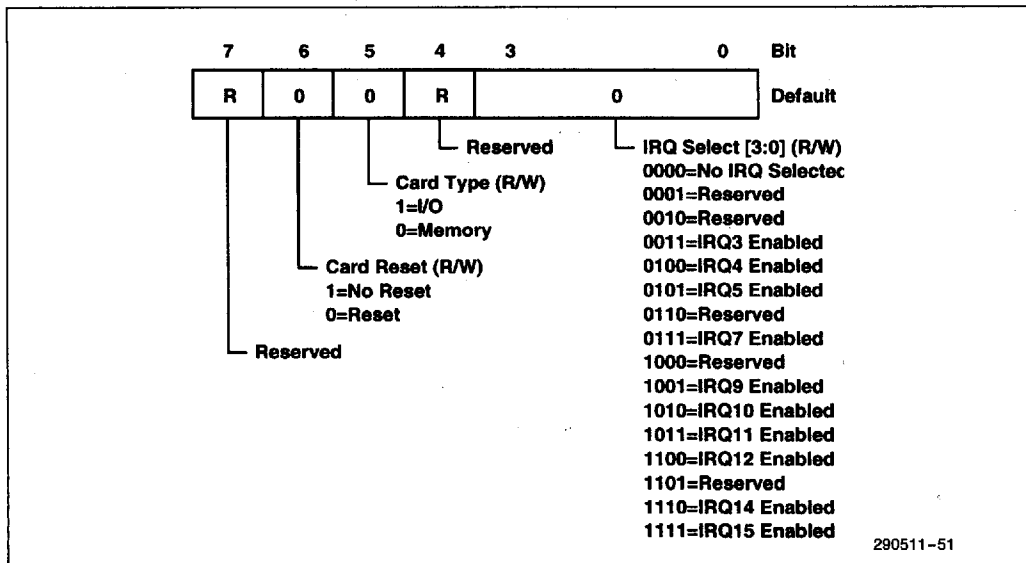 7 6 5 4 3 0 Bit
R 0 0 R 0 Default
Reserved
IRQ Select [3:0] (R/W)
0000=No IRQ Selected
0001=Reserved
0010=Reserved
0011=IRQ3 Enabled
0100=IRQ4 Enabled
0101=IRQ5 Enabled
0110=Reserved
0111=IRQ7 Enabled
1000=Reserved
1001=IRQ9 Enabled
1010=IRQ10 Enabled
1011=IRQ11 Enabled
1100=IRQ12 Enabled
1101=Reserved
1110=IRQ14 Enabled
1111=IRQ15 Enabled
Card Type (R/W)
1=I/O
0=Memory
Card Reset (R/W)
1=No Reset
0=Reset
Reserved
290511-51